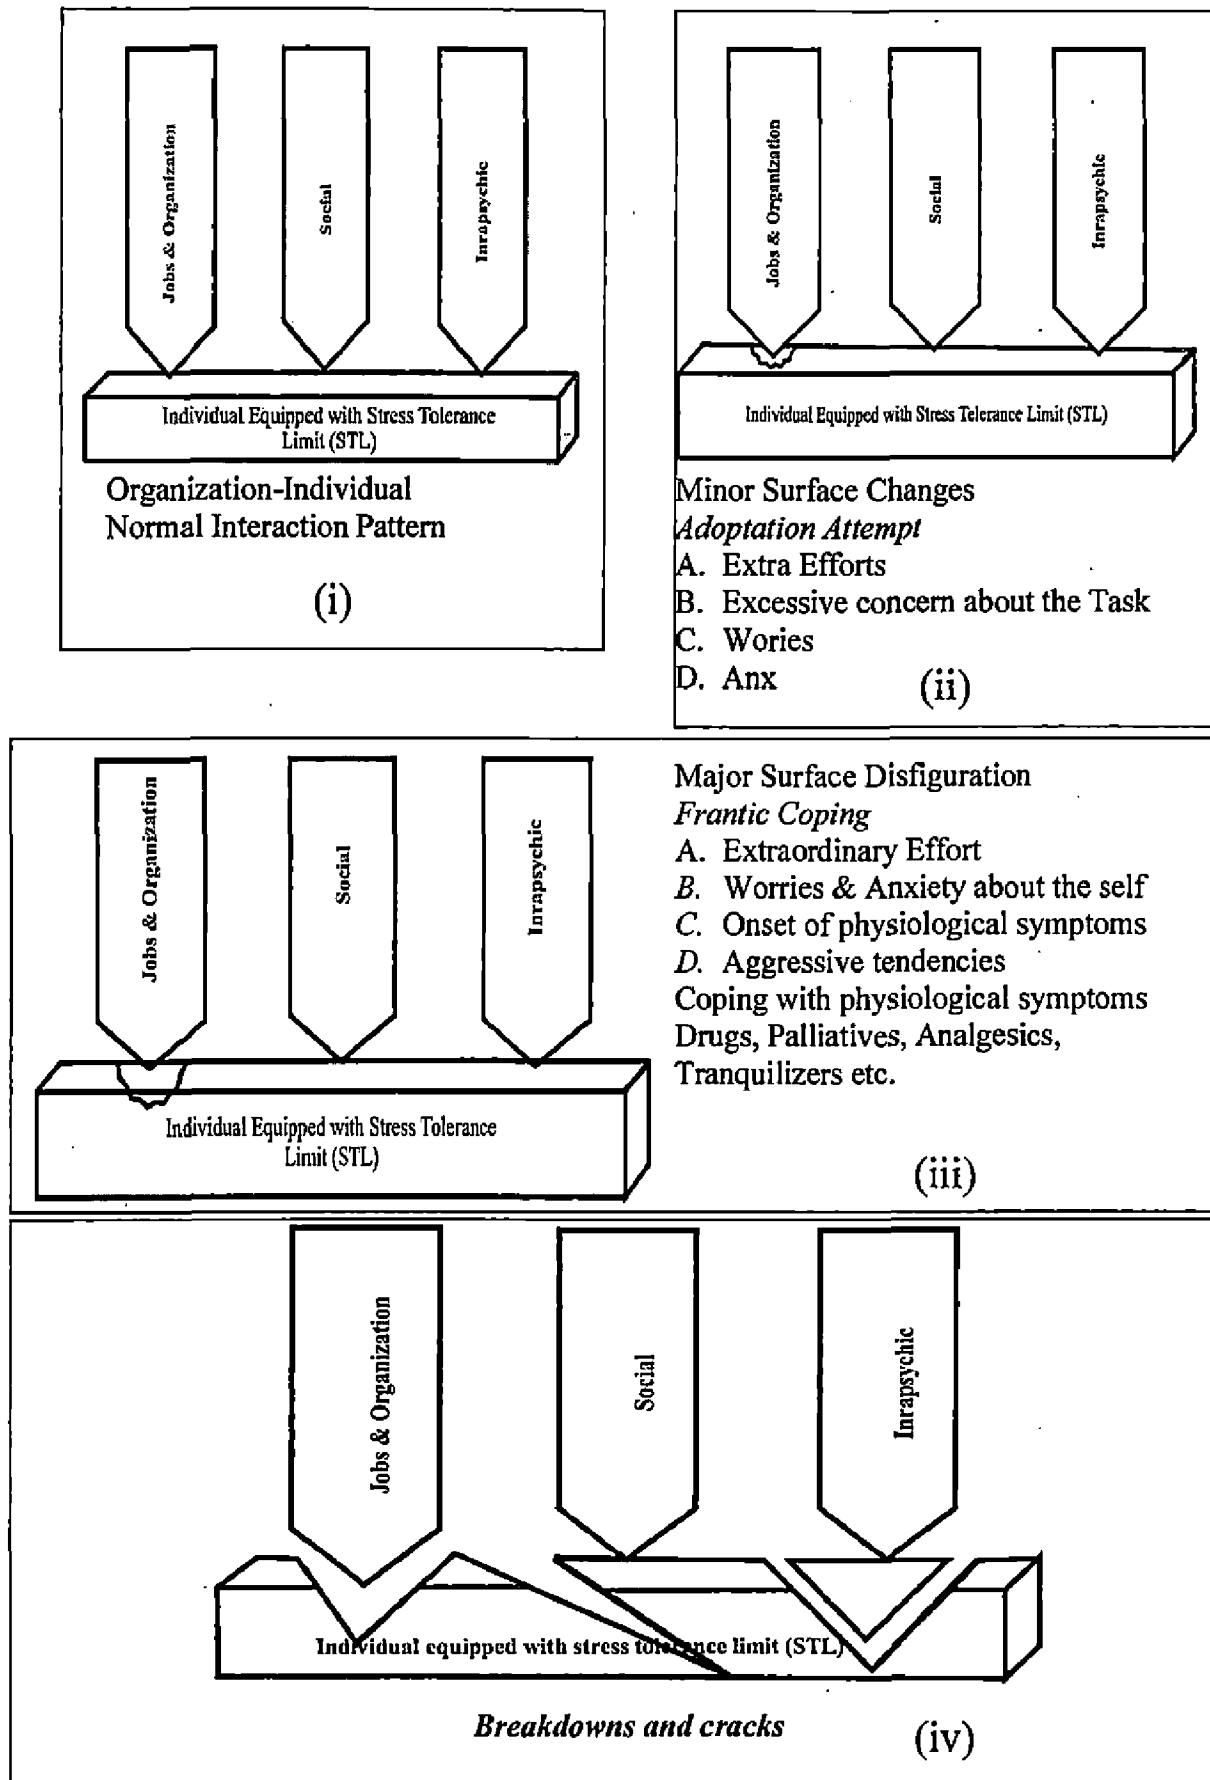 Jobs & Organization
Social
Inrapsychic
Individual Equipped with Stress Tolerance
Limit (STL)
Organization-Individual
Normal Interaction Pattern
(i)
Jobs & Organization
Social
Inrapsychic
Individual Equipped with Stress Telerance Limit (STL)
Minor Surface Changes
Adoptation Attempt
A. Extra Efforts
B. Excessive concern about the Task
C. Wories
D. Anx
(ii)
Jobs & Organization
Social
Inrapsychic
Individual Equipped with Stress Tolerance
Limit (STL)
Major Surface Disfiguration
Frantic Coping
A. Extraordinary Effort
B. Worries & Anxiety about the self
C. Onset of physiological symptoms
D. Aggressive tendencies
Coping with physiological symptoms
Drugs, Palliatives, Analgesics,
Tranquilizers etc.
(iii)
Jobs & Organization
Social
Inrapsychic
Individual equipped with stress tolerance limit (STL)
Breakdowns and cracks
(iv)